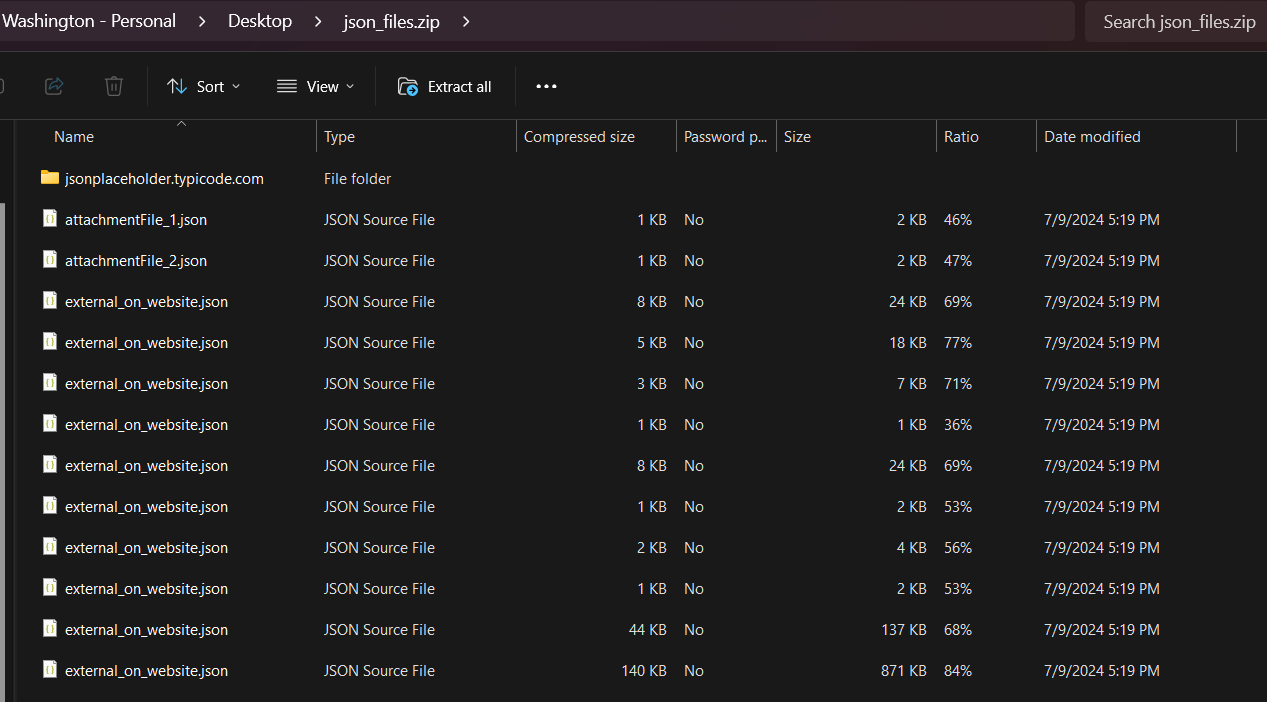 Washington - Personal > Desktop > json_files.zip > Search json_files.zip
Sort View Extract all ...
Name Type Compressed size Password p... Size Ratio Date modified
jsonplaceholder.typicode.com File folder
attachmentFile_1.json JSON Source File 1 KB No 2 KB 46% 7/9/2024 5:19 PM
attachmentFile_2.json JSON Source File 1 KB No 2 KB 47% 7/9/2024 5:19 PM
external_on_website.json JSON Source File 8 KB No 24 KB 69% 7/9/2024 5:19 PM
external_on_website.json JSON Source File 5 KB No 18 KB 77% 7/9/2024 5:19 PM
external_on_website.json JSON Source File 3 KB No 7 KB 71% 7/9/2024 5:19 PM
external_on_website.json JSON Source File 1 KB No 1 KB 36% 7/9/2024 5:19 PM
external_on_website.json JSON Source File 8 KB No 24 KB 69% 7/9/2024 5:19 PM
external_on_website.json JSON Source File 1 KB No 2 KB 53% 7/9/2024 5:19 PM
external_on_website.json JSON Source File 2 KB No 4 KB 56% 7/9/2024 5:19 PM
external_on_website.json JSON Source File 1 KB No 2 KB 53% 7/9/2024 5:19 PM
external_on_website.json JSON Source File 44 KB No 137 KB 68% 7/9/2024 5:19 PM
external_on_website.json JSON Source File 140 KB No 871 KB 84% 7/9/2024 5:19 PM